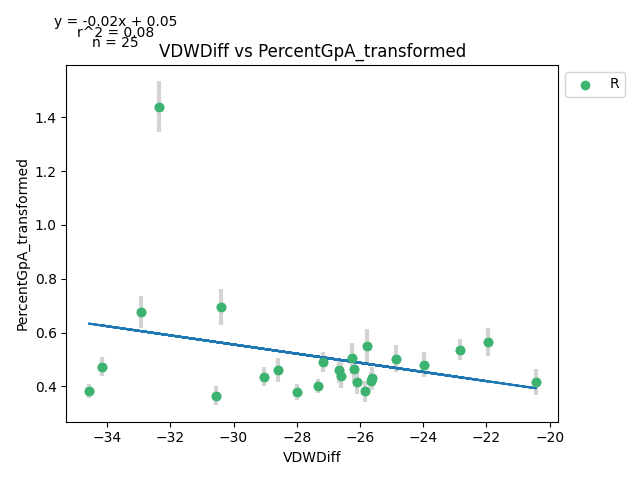 y = -0.02x + 0.05
r^2 = 0.08
n = 25
VDWDiff vs PercentGpA_transformed
R
1.4
1.2
1.0
0.8
0.6
0.4
PercentGpA_transformed
−34
−32
−30
−28
−26
−24
−22
−20
VDWDiff